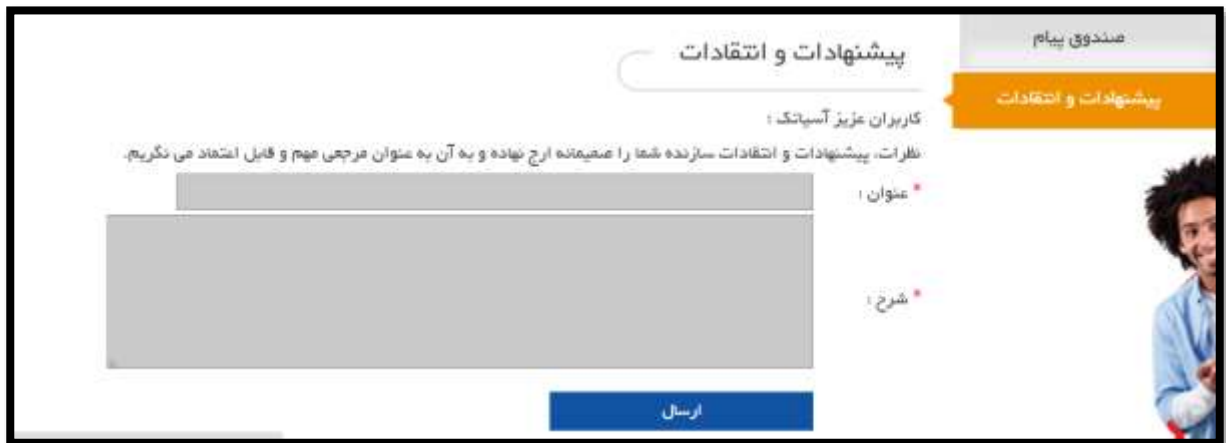 صندوق پیام
پیشنهادات و انتقادات
پیشنهادات و انتقادات
کاربران عزیز آسیاتک :
نظرات، پیشنهادات و انتقادات سازنده شما را صمیمانه ارج نهاده و به آن به عنوان مرجعی مهم و قابل اعتماد می نگریم.
* عنوان :
* شرح :
ارسال